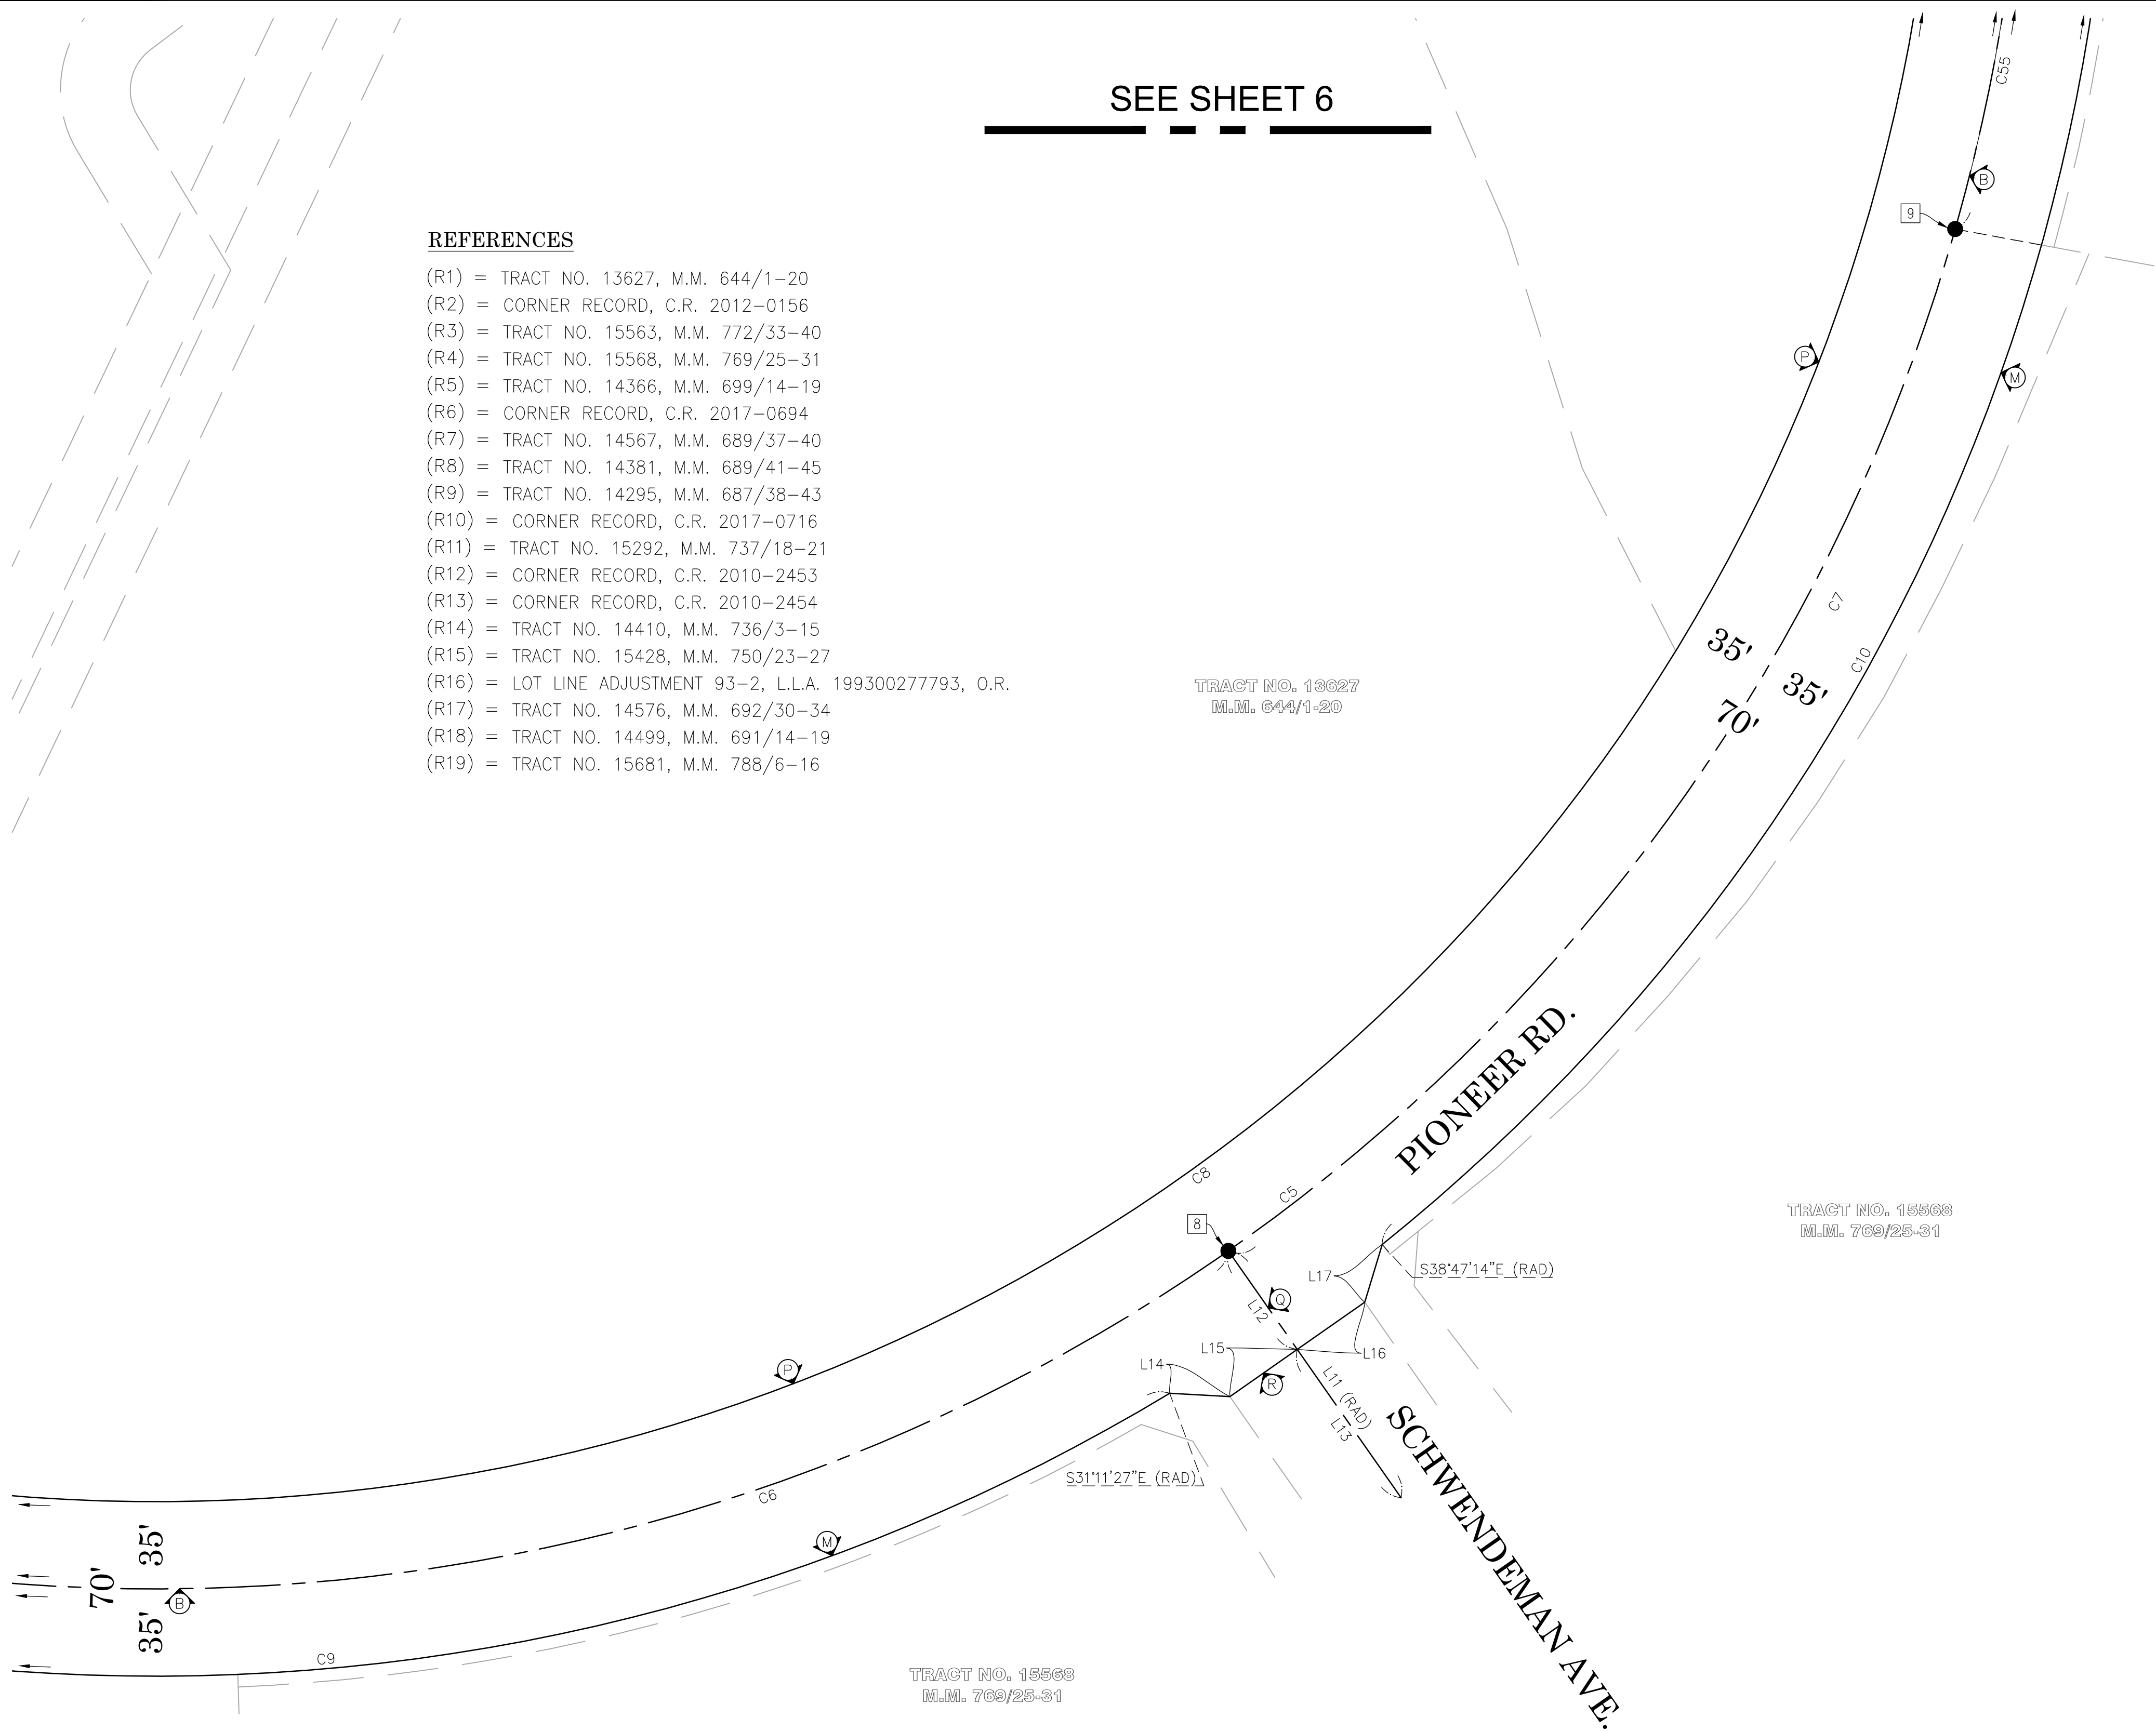 SEE SHEET 6
C55
B
9
REFERENCES
(R1) = TRACT NO. 13627, M.M. 644/1-20
(R2) = CORNER RECORD, C.R. 2012-0156
(R3) = TRACT NO. 15563, M.M. 772/33-40
(R4) = TRACT NO. 15568, M.M. 769/25-31
(R5) = TRACT NO. 14366, M.M. 699/14-19
(R6) = CORNER RECORD, C.R. 2017-0694
(R7) = TRACT NO. 14567, M.M. 689/37-40
(R8) = TRACT NO. 14381, M.M. 689/41-45
(R9) = TRACT NO. 14295, M.M. 687/38-43
(R10) = CORNER RECORD, C.R. 2017-0716
(R11) = TRACT NO. 15292, M.M. 737/18-21
(R12) = CORNER RECORD, C.R. 2010-2453
(R13) = CORNER RECORD, C.R. 2010-2454
(R14) = TRACT NO. 14410, M.M. 736/3-15
(R15) = TRACT NO. 15428, M.M. 750/23-27
(R16) = LOT LINE ADJUSTMENT 93-2, L.L.A. 199300277793, O.R.
(R17) = TRACT NO. 14576, M.M. 692/30-34
(R18) = TRACT NO. 14499, M.M. 691/14-19
(R19) = TRACT NO. 15681, M.M. 788/6-16
P
M
C7
C10
35'
35'
70'
TRACT NO. 13627
M.M. 644/1-20
PIONEER RD.
C8
C5
8
TRACT NO. 15568
M.M. 769/25-31
S38°47'14"E (RAD)
L17
Q
L12
L15
L16
L14
P
R
L11 (RAD)
L13
SCHWENDEMAN AVE.
S31°11'27"E (RAD)
C6
M
35'
70'
35'
B
C9
TRACT NO. 15568
M.M. 769/25-31